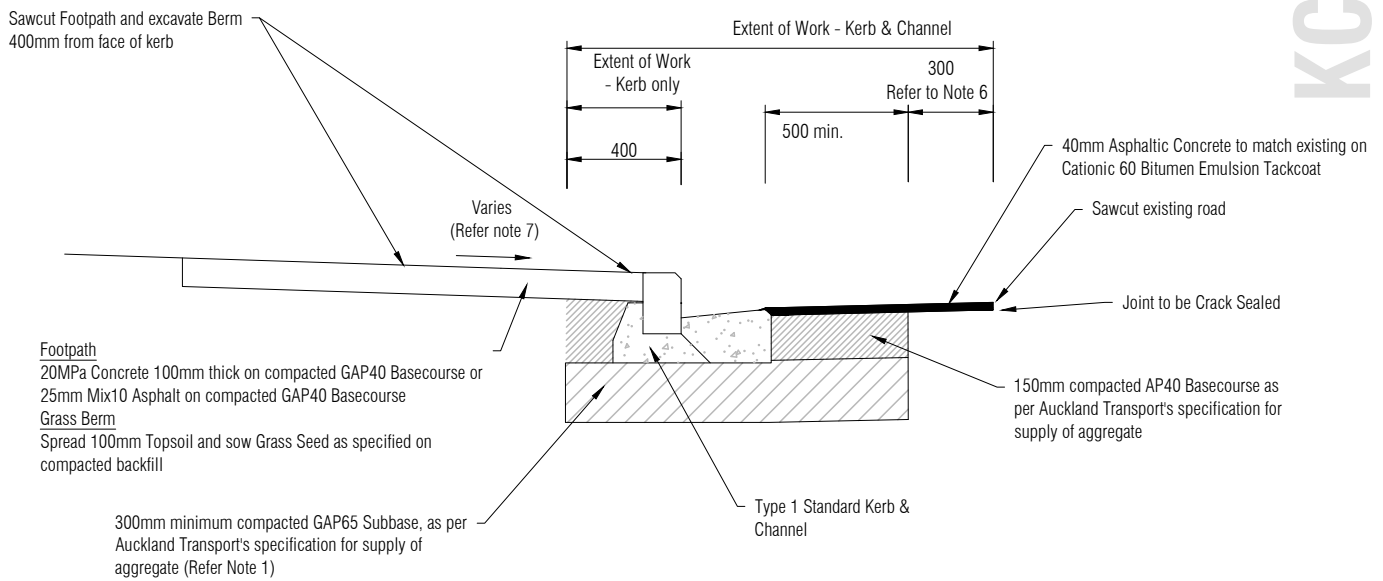 KC
Sawcut Footpath and excavate Berm
400mm from face of kerb
Extent of Work - Kerb & Channel
Extent of Work
- Kerb only
300
Refer to Note 6
500 min.
400
40mm Asphaltic Concrete to match existing on
Cationic 60 Bitumen Emulsion Tackcoat
Sawcut existing road
Varies
(Refer note 7)
Joint to be Crack Sealed
Footpath
20MPa Concrete 100mm thick on compacted GAP40 Basecourse or
25mm Mix10 Asphalt on compacted GAP40 Basecourse
Grass Berm
Spread 100mm Topsoil and sow Grass Seed as specified on
compacted backfill
150mm compacted AP40 Basecourse as
per Auckland Transport's specification for
supply of aggregate
Type 1 Standard Kerb &
Channel
300mm minimum compacted GAP65 Subbase, as per
Auckland Transport's specification for supply of
aggregate (Refer Note 1)